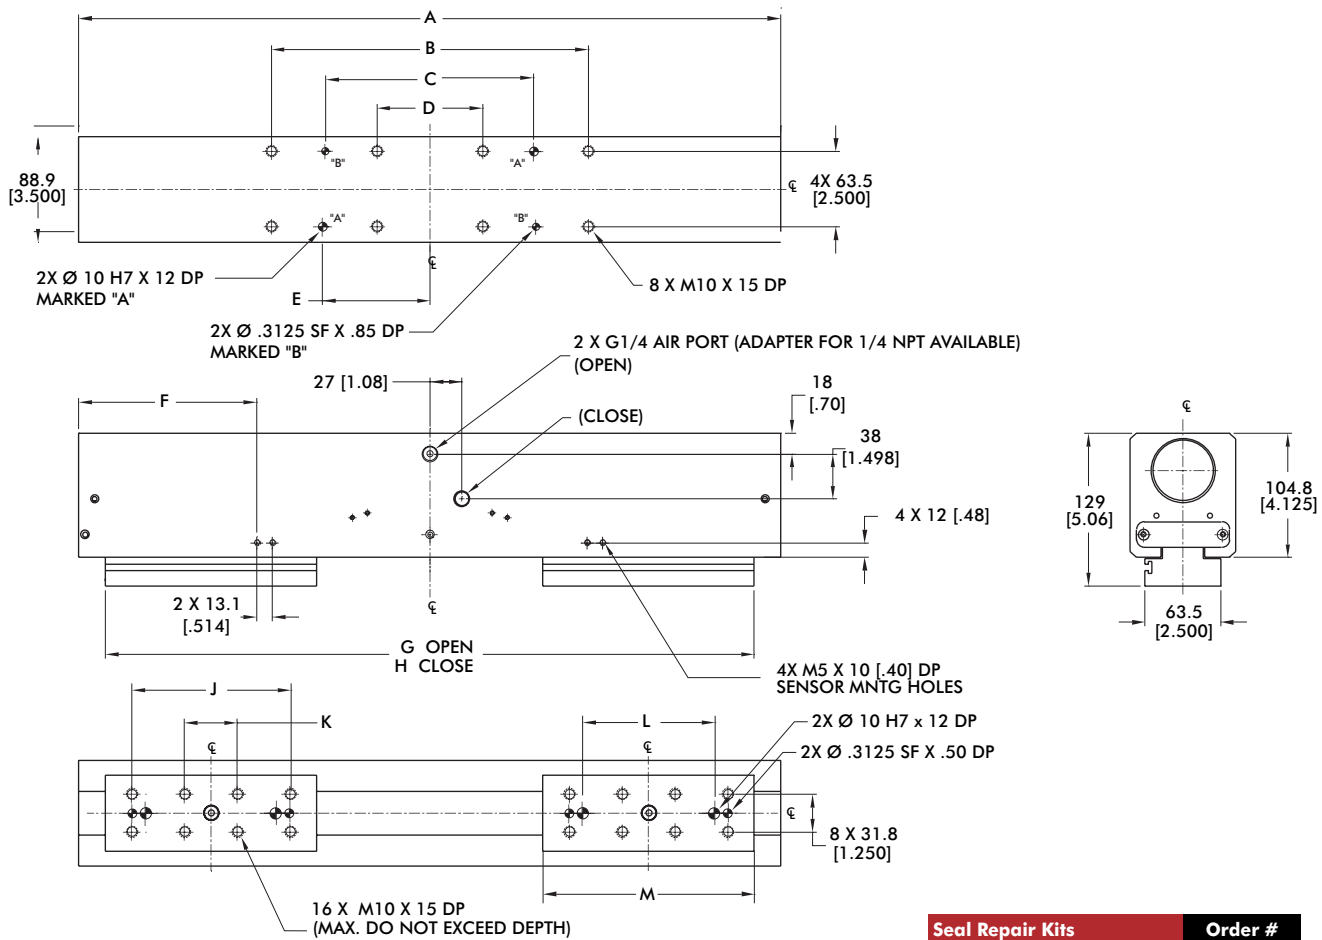 A
B
C
D
"B"
"A"
88.9
[3.500]
℄
4X 63.5
[2.500]
"A"
"B"
℄
2X Ø 10 H7 X 12 DP
MARKED "A"
E
8 X M10 X 15 DP
2X Ø .3125 SF X .85 DP
MARKED "B"
2 X G1/4 AIR PORT (ADAPTER FOR 1/4 NPT AVAILABLE)
(OPEN)
27 [1.08]
18
[.70]
F
(CLOSE)
38
[1.498]
℄
129
[5.06]
104.8
[4.125]
4 X 12 [.48]
2 X 13.1
[.514]
℄
63.5
[2.500]
G OPEN
H CLOSE
4X M5 X 10 [.40] DP
SENSOR MNTG HOLES
J
K
L
2X Ø 10 H7 x 12 DP
℄
℄
2X Ø .3125 SF X .50 DP
℄
8 X 31.8
[1.250]
M
16 X M10 X 15 DP
(MAX. DO NOT EXCEED DEPTH)
Seal Repair Kits Order #